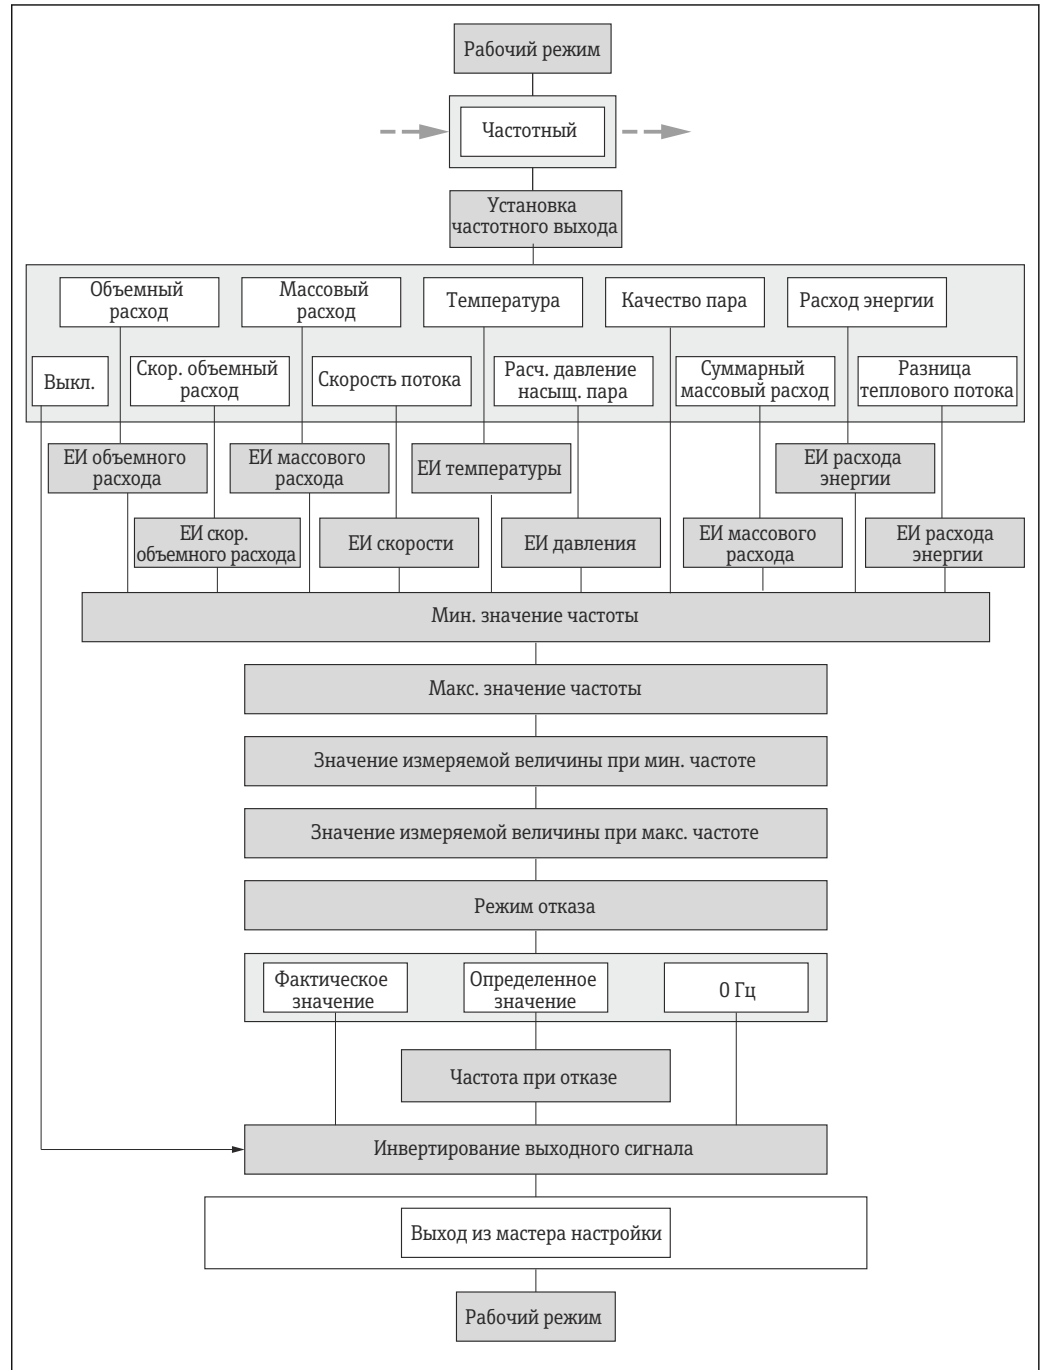 Рабочий режим
Частотный
Установка
частотного выхода
Объемный
расход
Массовый
расход
Температура
Качество пара
Расход энергии
Выкл.
Скор. объемный
расход
Скорость потока
Расч. давление
насыщ. пара
Суммарный
массовый расход
Разница
теплового потока
ЕИ объемного
расхода
ЕИ массового
расхода
ЕИ температуры
ЕИ расхода
энергии
ЕИ скор.
объемного расхода
ЕИ скорости
ЕИ давления
ЕИ массового
расхода
ЕИ расхода
энергии
Мин. значение частоты
Макс. значение частоты
Значение измеряемой величины при мин. частоте
Значение измеряемой величины при макс. частоте
Режим отказа
Фактическое
значение
Определенное
значение
0 Гц
Частота при отказе
Инвертирование выходного сигнала
Выход из мастера настройки
Рабочий режим